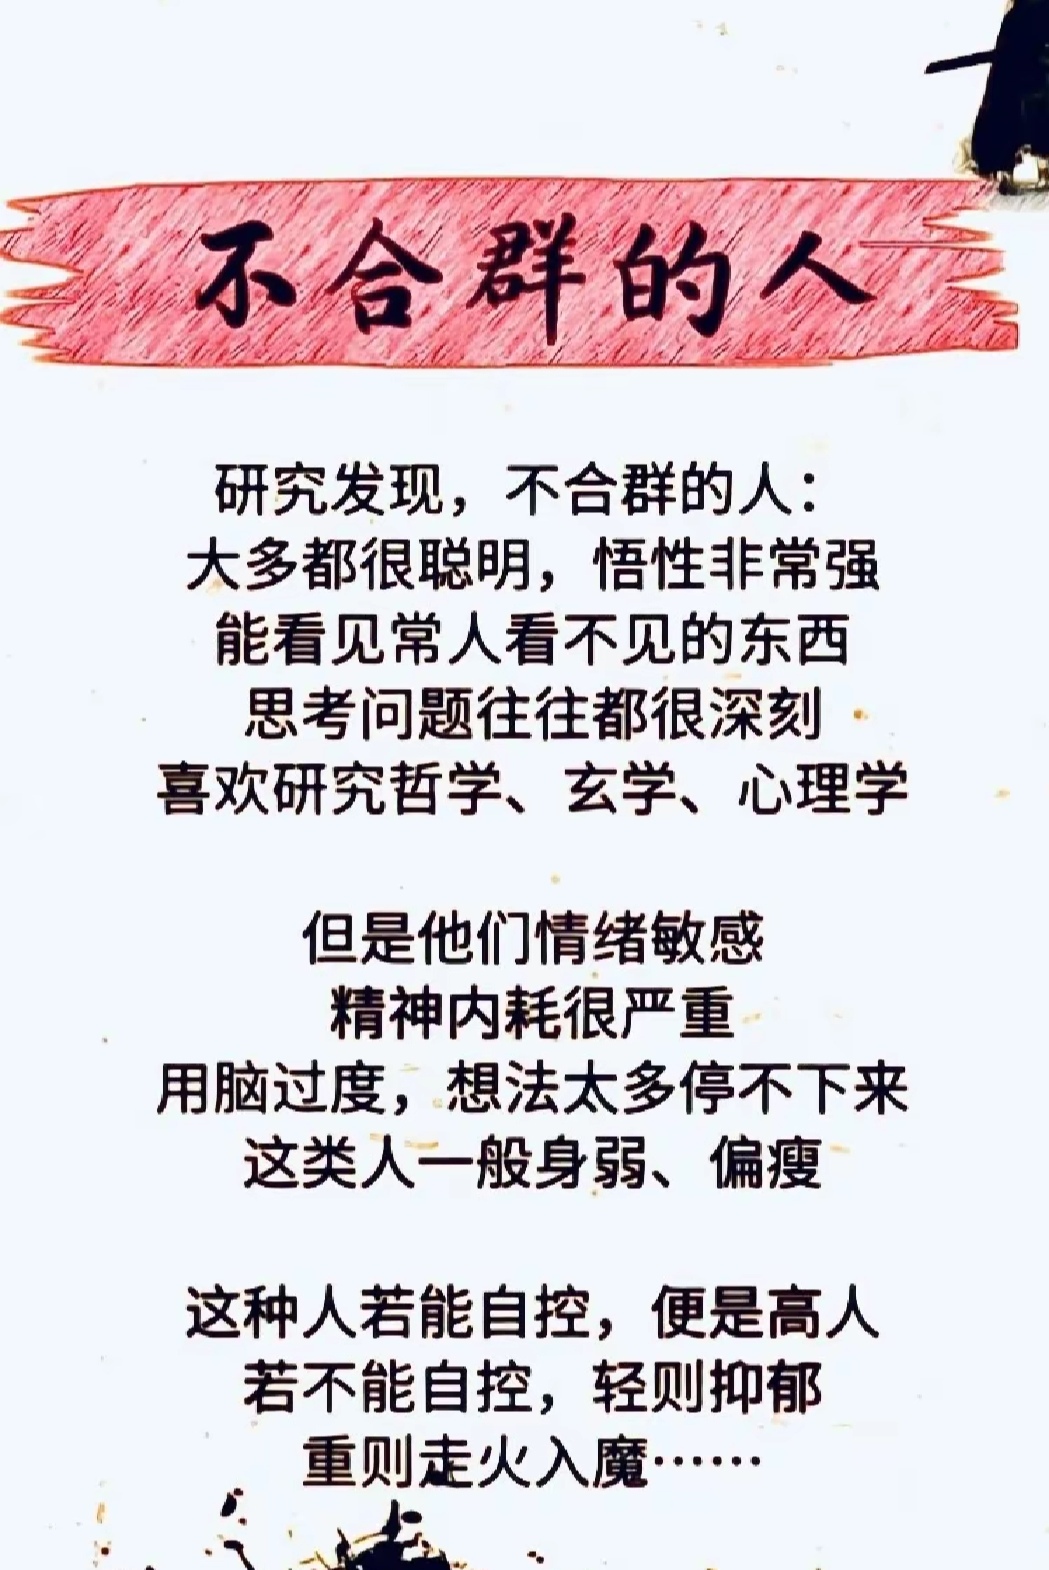 不合群的人
研究发现，不合群的人：
大多都很聪明，悟性非常强
能看见常人看不见的东西
思考问题往往都很深刻
喜欢研究哲学、玄学、心理学
但是他们情绪敏感
精神内耗很严重
用脑过度，想法太多停不下来
这类人一般身弱、偏瘦
这种人若能自控，便是高人
若不能自控，轻则抑郁
重则走火入魔……